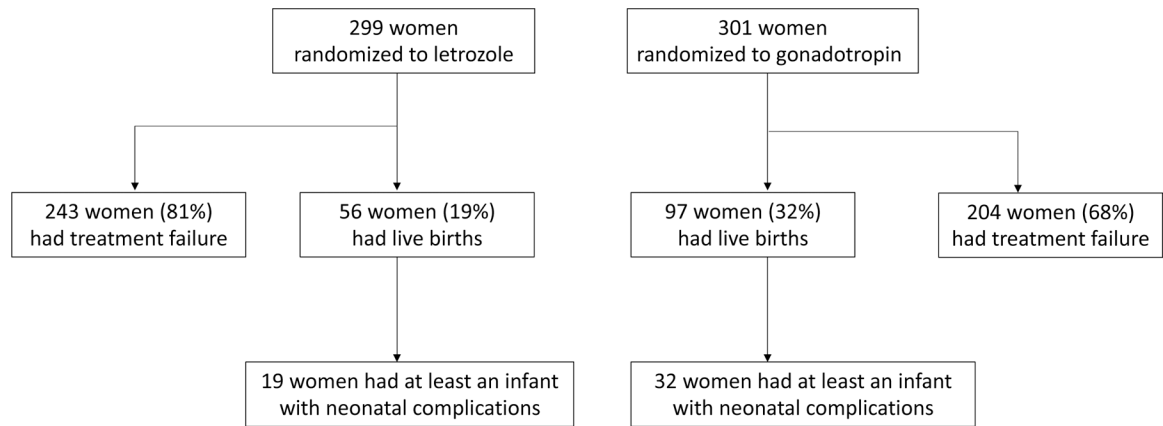 299 women
randomized to letrozole
301 women
randomized to gonadotropin
243 women (81%)
had treatment failure
56 women (19%)
had live births
97 women (32%)
had live births
204 women (68%)
had treatment failure
19 women had at least an infant
with neonatal complications
32 women had at least an infant
with neonatal complications